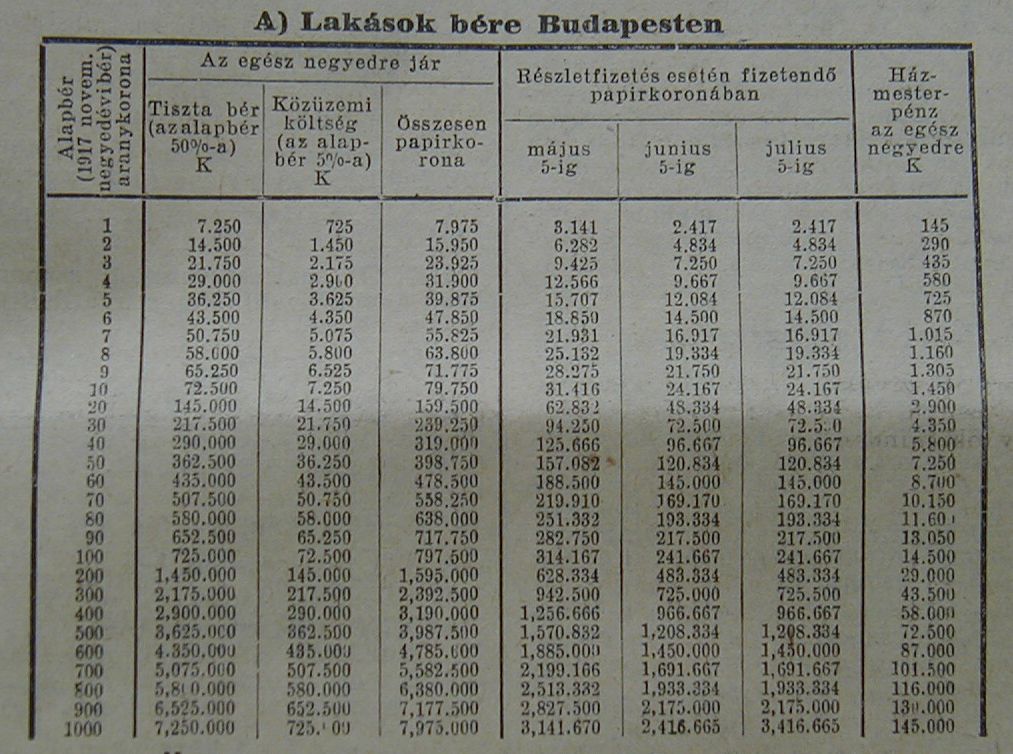 A) Lakások bére Budapesten
Alapbér
(1917 novem.
negyedévi bér)
aranykorona
Az egész negyedre jár
Tiszta bér
(az alapbér
50%-a)
K
Közüzemi
költség
(az alap-
bér 5%-a)
K
Összesen
papirko-
rona
Részletfizetés esetén fizetendő
papirkoronában
május
5-ig
junius
5-ig
julius
5-ig
Ház-
mester-
pénz
az egész
négyedre
K
1 7.250 725 7.975 3.141 2.417 2.417 145
2 14.500 1.450 15.950 6.282 4.834 4.834 290
3 21.750 2.175 23.925 9.425 7.250 7.250 435
4 29.000 2.900 31.900 12.566 9.667 9.667 580
5 36.250 3.625 39.875 15.707 12.084 12.084 725
6 43.500 4.350 47.850 18.850 14.500 14.500 870
7 50.750 5.075 55.825 21.931 16.917 16.917 1.015
8 58.000 5.800 63.800 25.132 19.334 19.334 1.160
9 65.250 6.525 71.775 28.275 21.750 21.750 1.305
10 72.500 7.250 79.750 31.416 24.167 24.167 1.450
20 145.000 14.500 159.500 62.832 48.334 48.334 2.900
30 217.500 21.750 239.250 94.250 72.500 72.500 4.350
40 290.000 29.000 319.000 125.666 96.667 96.667 5.800
50 362.500 36.250 398.750 157.082 120.834 120.834 7.250
60 435.000 43.500 478.500 188.500 145.000 145.000 8.700
70 507.500 50.750 558.250 219.910 169.170 169.170 10.150
80 580.000 58.000 638.000 251.332 193.334 193.334 11.600
90 652.500 65.250 717.750 282.750 217.500 217.500 13.050
100 725.000 72.500 797.500 314.167 241.667 241.667 14.500
200 1,450.000 145.000 1,595.000 628.334 483.334 483.334 29.000
300 2,175.000 217.500 2,392.500 942.500 725.000 725.500 43.500
400 2,900.000 290.000 3,190.000 1,256.666 966.667 966.667 58.000
500 3,625.000 362.500 3,987.500 1,570.832 1,208.334 1,208.334 72.500
600 4.350.000 435.000 4,785.000 1,885.000 1,450.000 1,450.000 87.000
700 5,075.000 507.500 5,582.500 2,199.166 1,691.667 1,691.667 101.500
800 5,800.000 580.000 6,380.000 2,513.332 1,933.334 1,933.334 116.000
900 6,525.000 652.500 7,177.500 2,827.500 2,175.000 2,175.000 130.000
1000 7,250.000 725.000 7,975.000 3,141.670 2,416.665 3,416.665 145.000